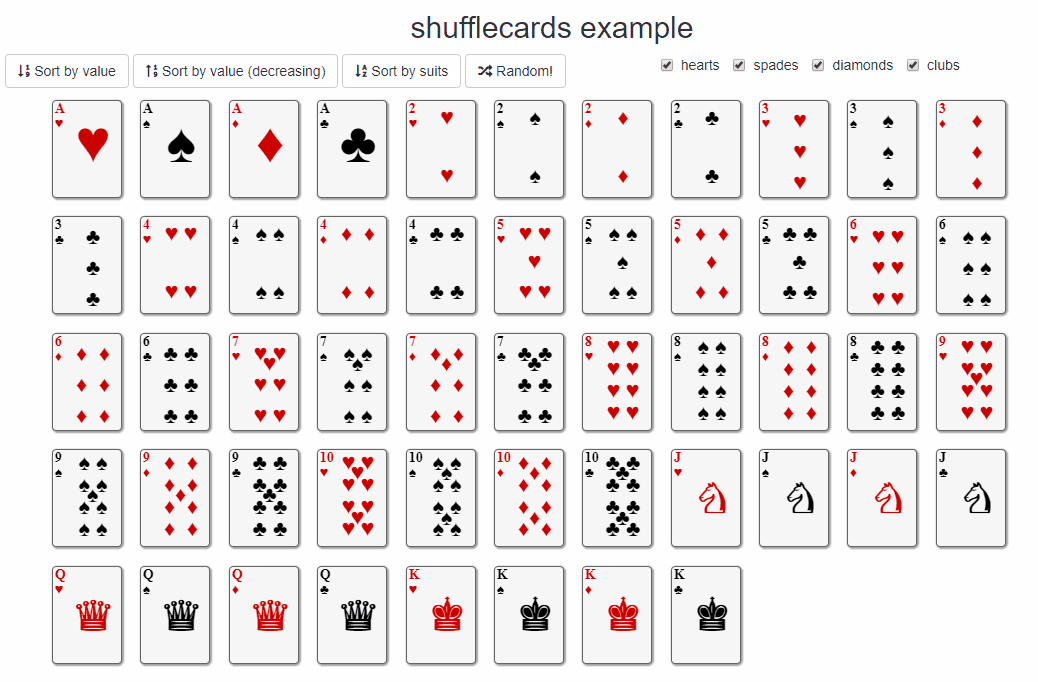 shufflecards example
Sort by value Sort by value (decreasing) Sort by suits Random! hearts spades diamonds clubs
A A A A 2 2 2 2 3 3 3
3 4 4 4 4 5 5 5 5 6 6
6 6 7 7 7 7 8 8 8 8 9
9 9 9 10 10 10 10 J J J J
Q Q Q Q K K K K